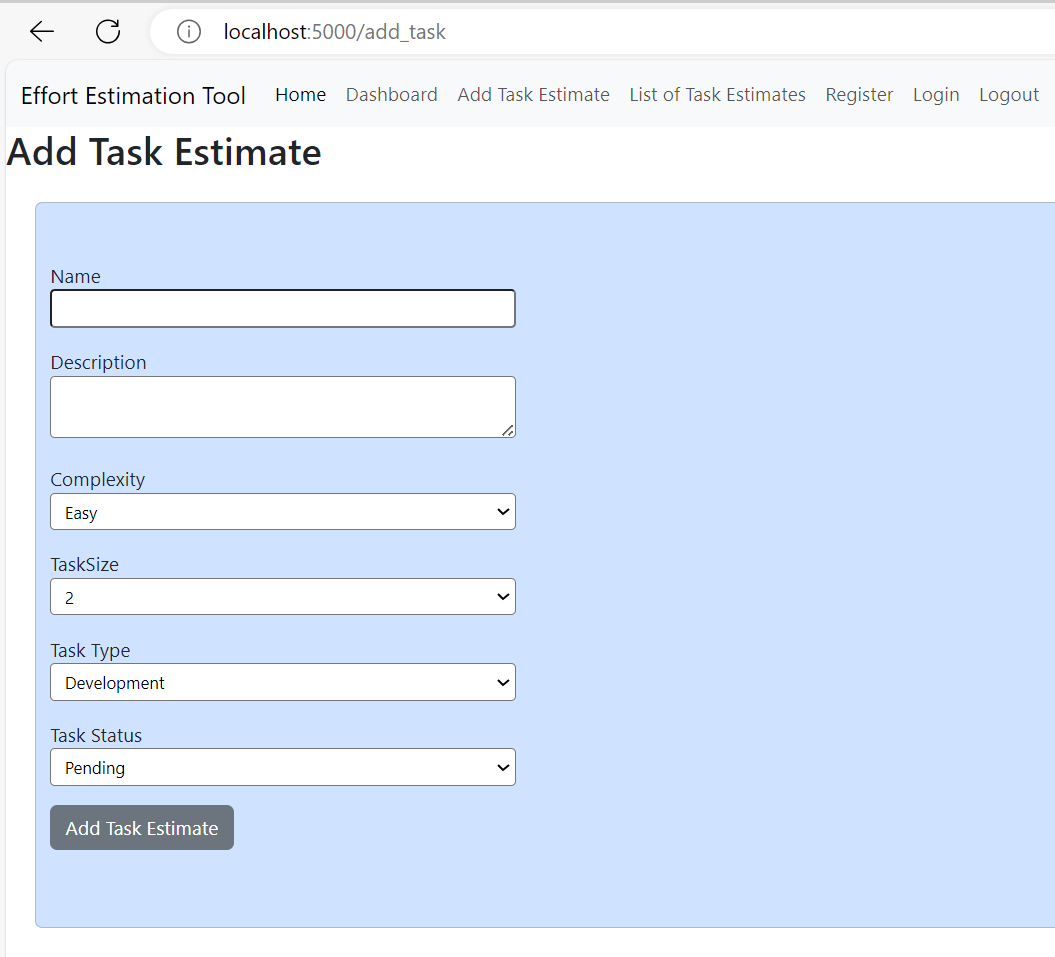 localhost:5000/add_task
Effort Estimation Tool Home Dashboard Add Task Estimate List of Task Estimates Register Login Logout
Add Task Estimate
Name
Description
Complexity
Easy
TaskSize
2
Task Type
Development
Task Status
Pending
Add Task Estimate